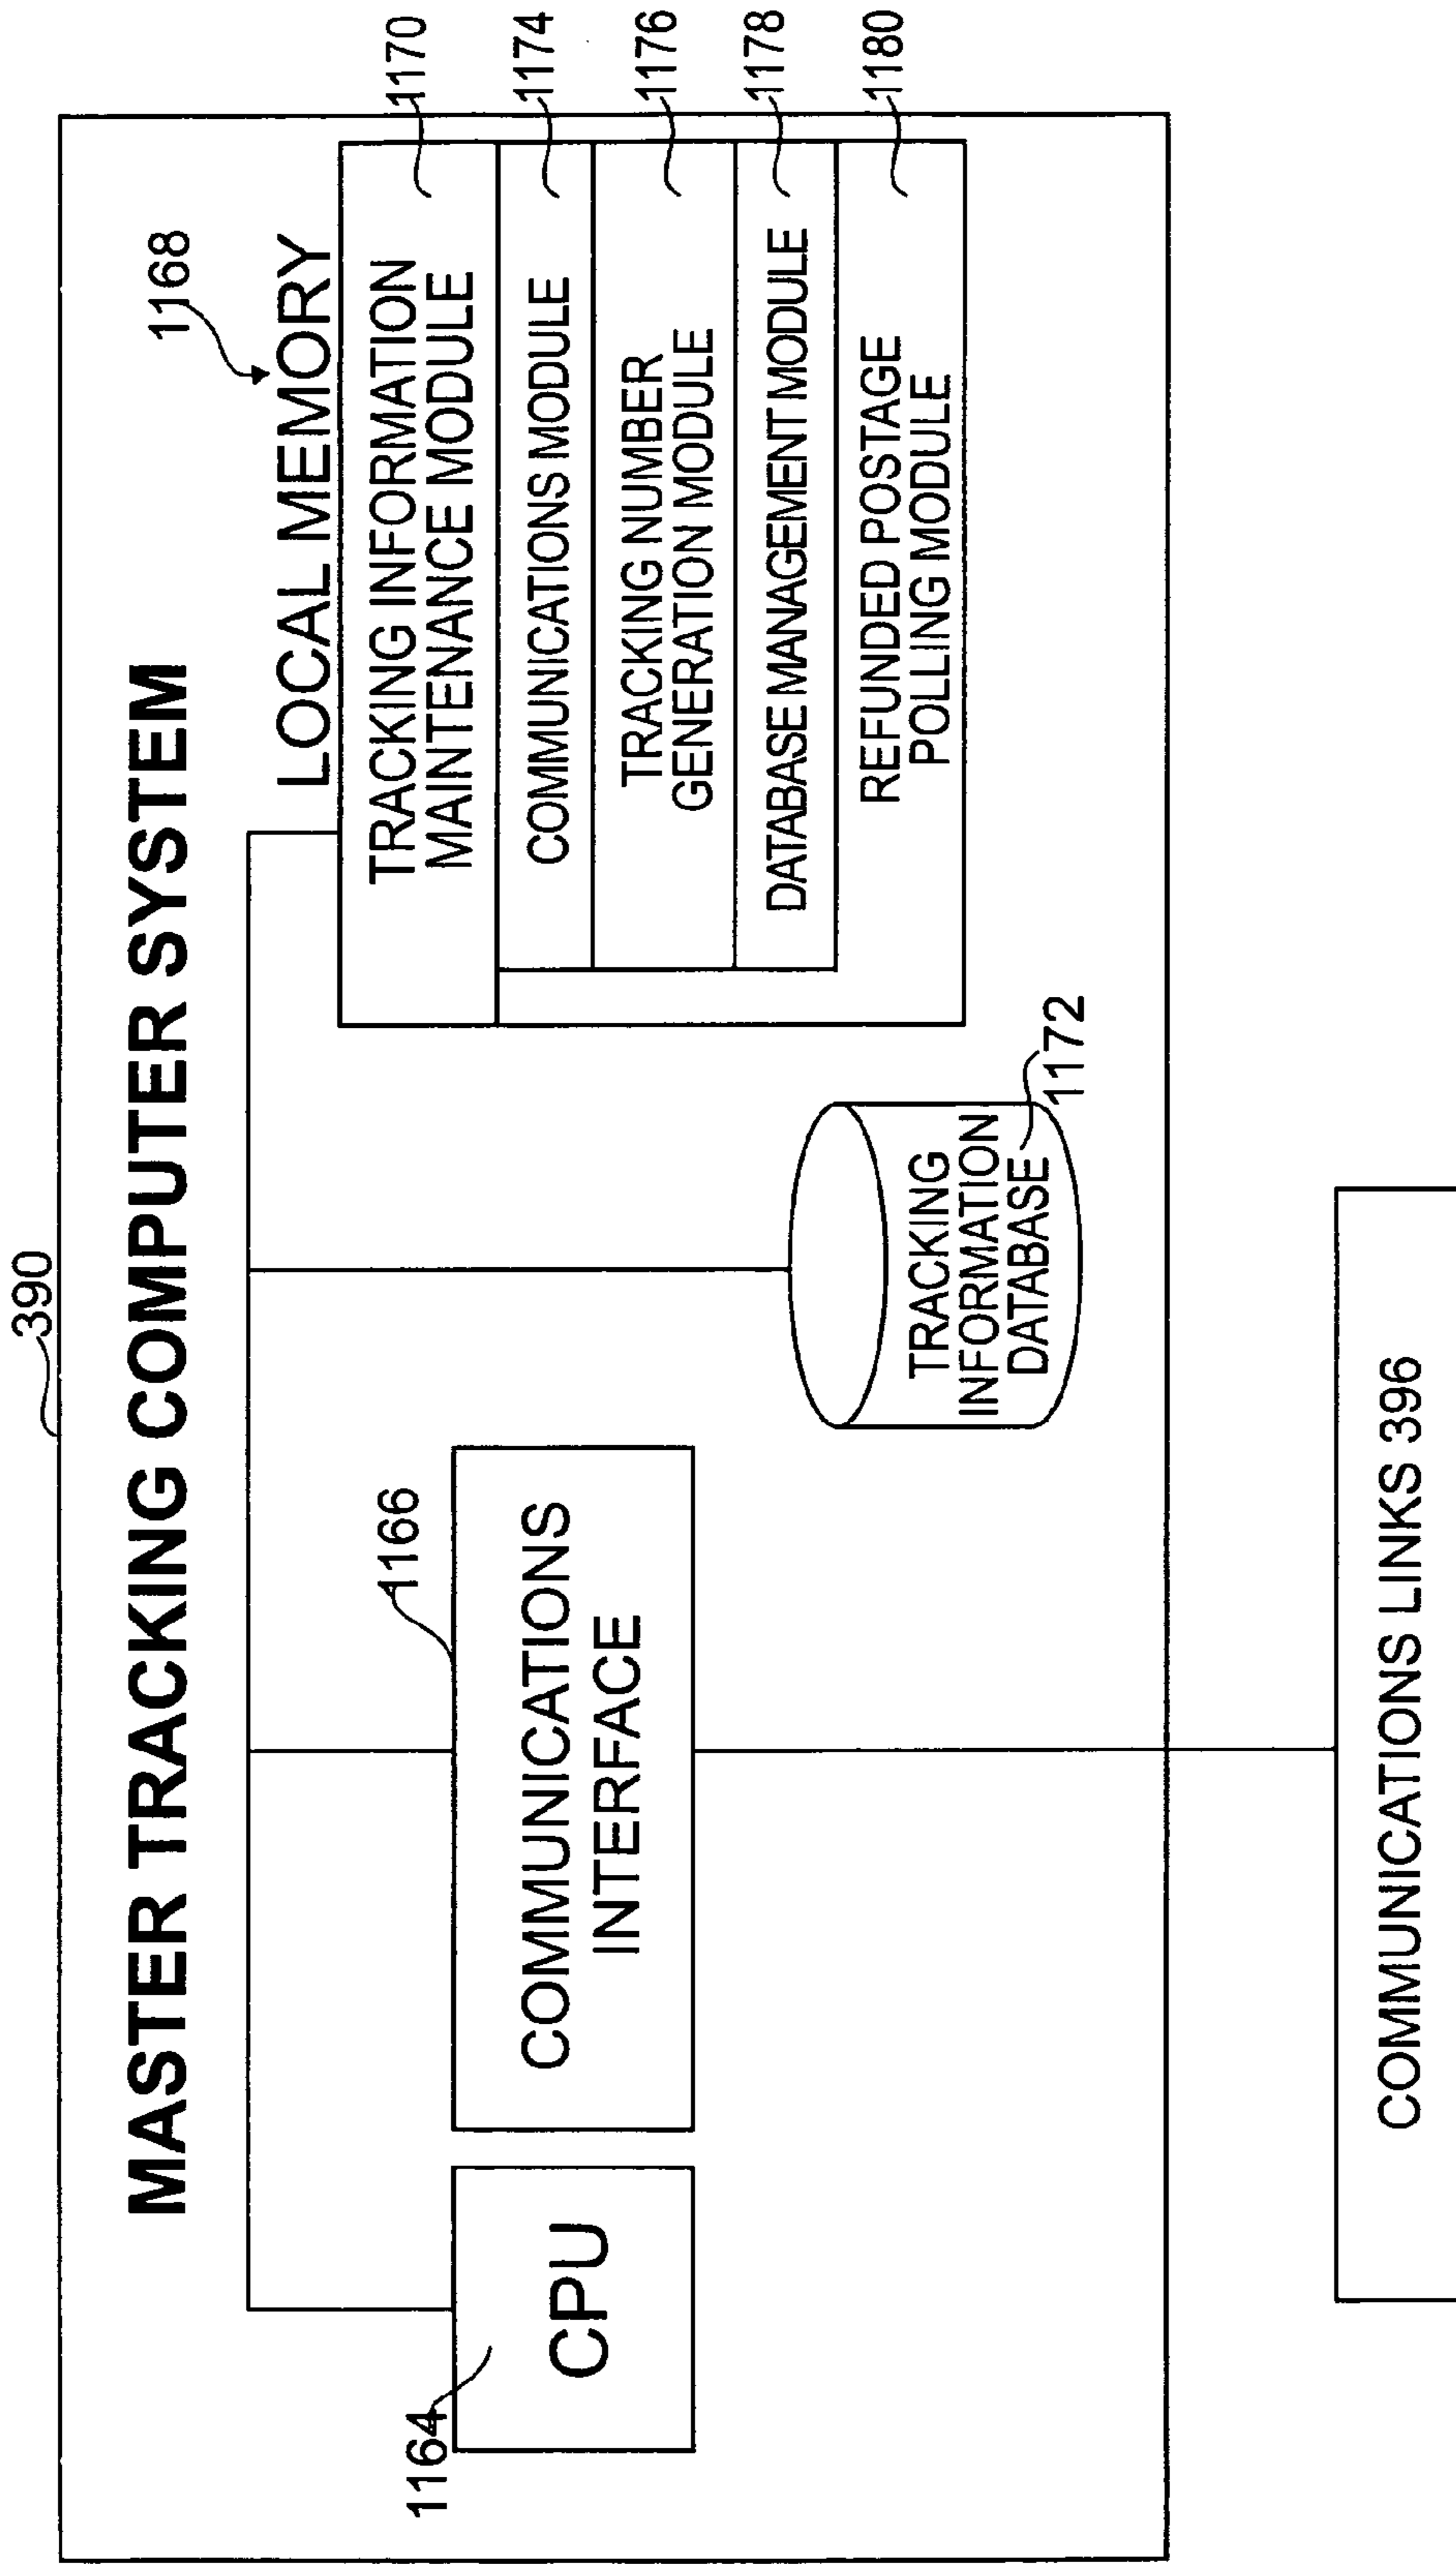 390
MASTER TRACKING COMPUTER SYSTEM
1168
LOCAL MEMORY
1164
CPU
1166
COMMUNICATIONS
INTERFACE
TRACKING
INFORMATION
DATABASE
1172
TRACKING INFORMATION
MAINTENANCE MODULE
1170
COMMUNICATIONS MODULE
1174
TRACKING NUMBER
GENERATION MODULE
1176
DATABASE MANAGEMENT MODULE
1178
REFUNDED POSTAGE
POLLING MODULE
1180
COMMUNICATIONS LINKS 396